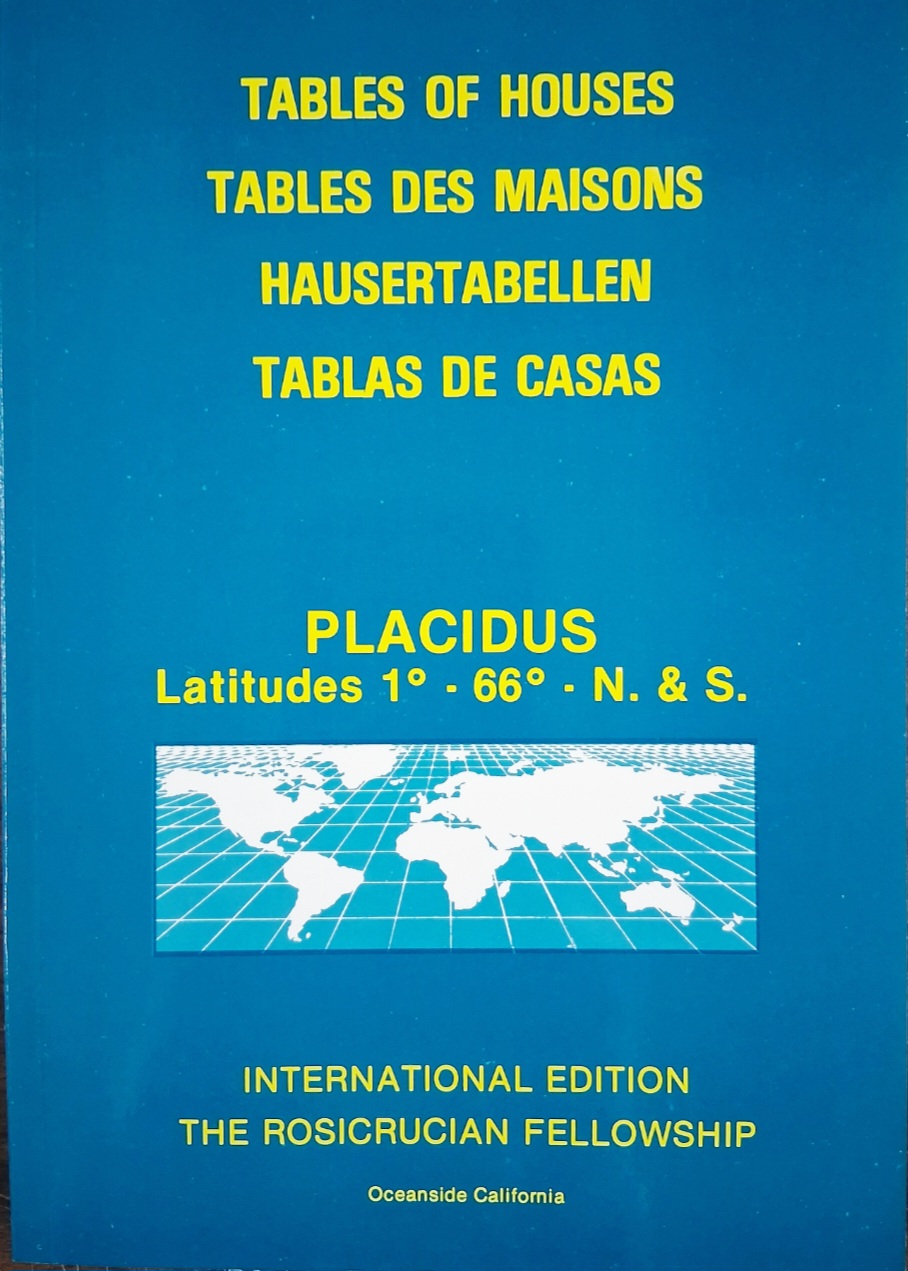 TABLES OF HOUSES
TABLES DES MAISONS
HAUSERTABELLEN
TABLAS DE CASAS
PLACIDUS
Latitudes 1° - 66° - N. & S.
INTERNATIONAL EDITION
THE ROSICRUCIAN FELLOWSHIP
Oceanside California